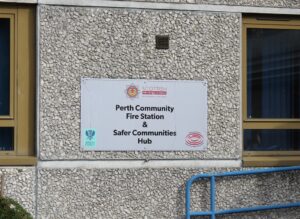 Perth Community
Fire Station
&
Safer Communities
Hub